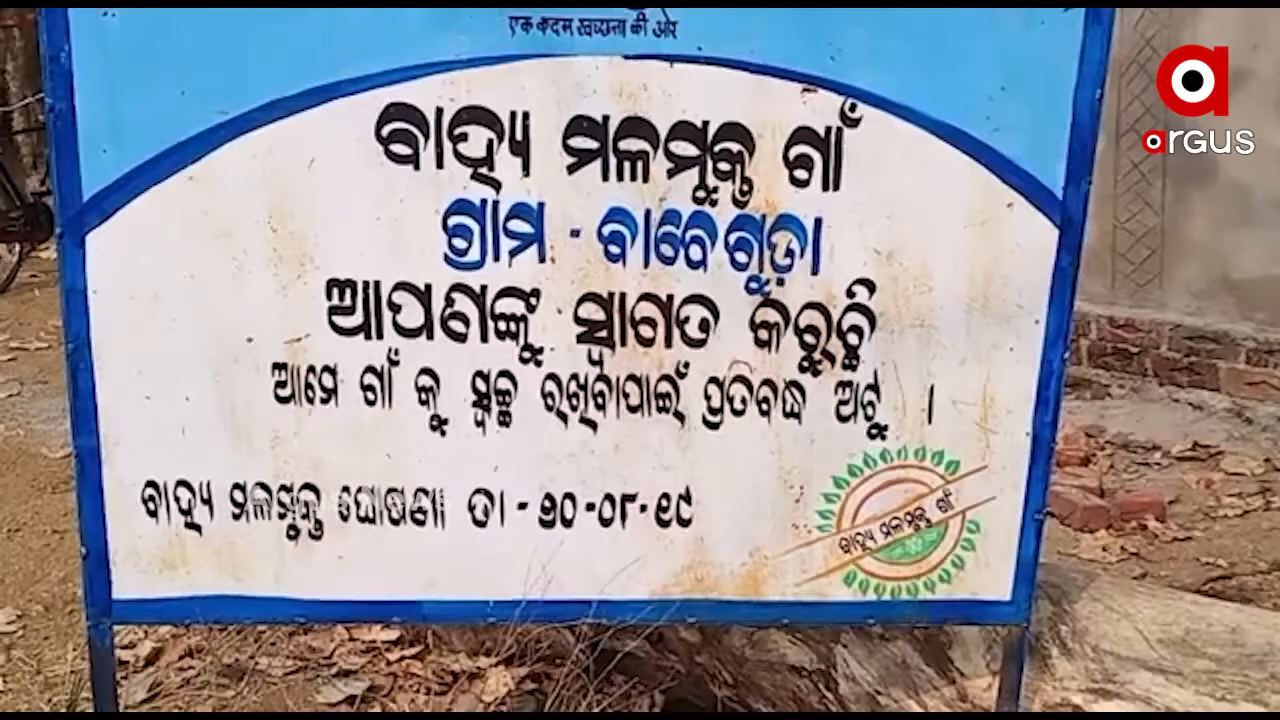 एक कदम स्वच्छता की ओर
ବାହ୍ୟ ମଳମୁକ୍ତ ଗାଁ
ଗ୍ରାମ - ବାବେଗୁଡ଼ା
ଆପଣଙ୍କୁ ସ୍ୱାଗତ କରୁଛି
ଆମେ ଗାଁ କୁ ସ୍ୱଚ୍ଛ ରଖିବାପାଇଁ ପ୍ରତିବଦ୍ଧ ଅଟୁ ।
ବାହ୍ୟ ମଳମୁକ୍ତ ଘୋଷଣା ତା - ୬୦-୦୮-୧୯
ବାହ୍ୟ ମଳମୁକ୍ତ ଗାଁ
a
argus